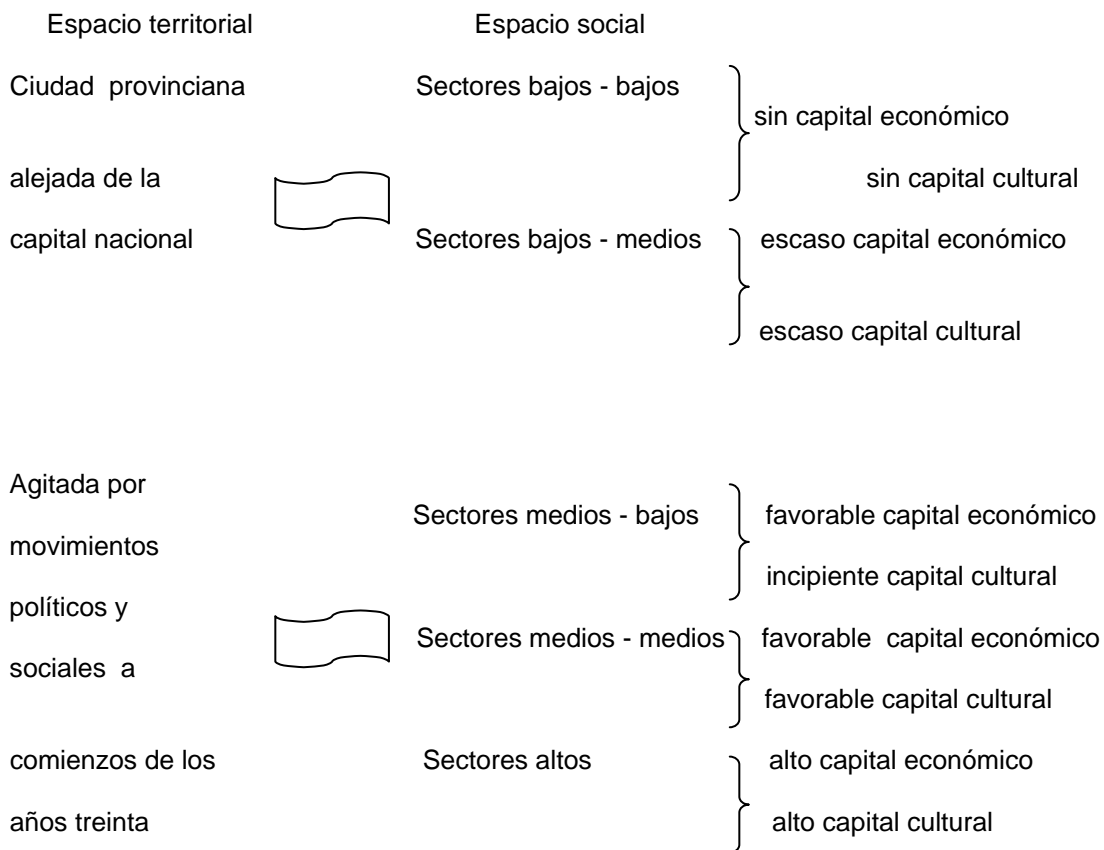 Espacio territorial Espacio social
Ciudad provinciana Sectores bajos - bajos
sin capital económico
alejada de la sin capital cultural
capital nacional Sectores bajos - medios escaso capital económico
escaso capital cultural
Agitada por
Sectores medios - bajos favorable capital económico
movimientos
incipiente capital cultural
políticos y
Sectores medios - medios favorable capital económico
sociales a
favorable capital cultural
comienzos de los Sectores altos alto capital económico
años treinta alto capital cultural